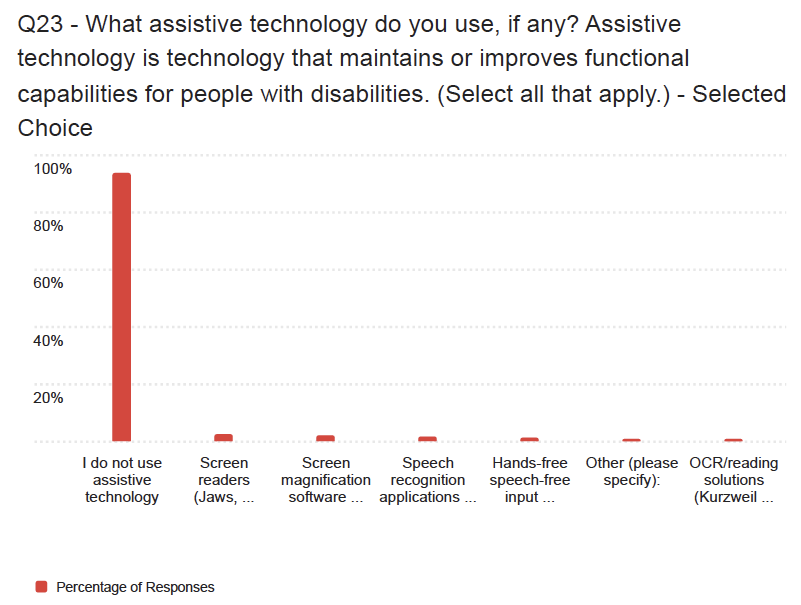 Q23 - What assistive technology do you use, if any? Assistive
technology is technology that maintains or improves functional
capabilities for people with disabilities. (Select all that apply.) - Selected
Choice
100%
80%
60%
40%
20%
I do not use
assistive
technology
Screen
readers
(Jaws, ...
Screen
magnification
software ...
Speech
recognition
applications ...
Hands-free
speech-free
input ...
Other (please
specify):
OCR/reading
solutions
(Kurzweil ...
Percentage of Responses